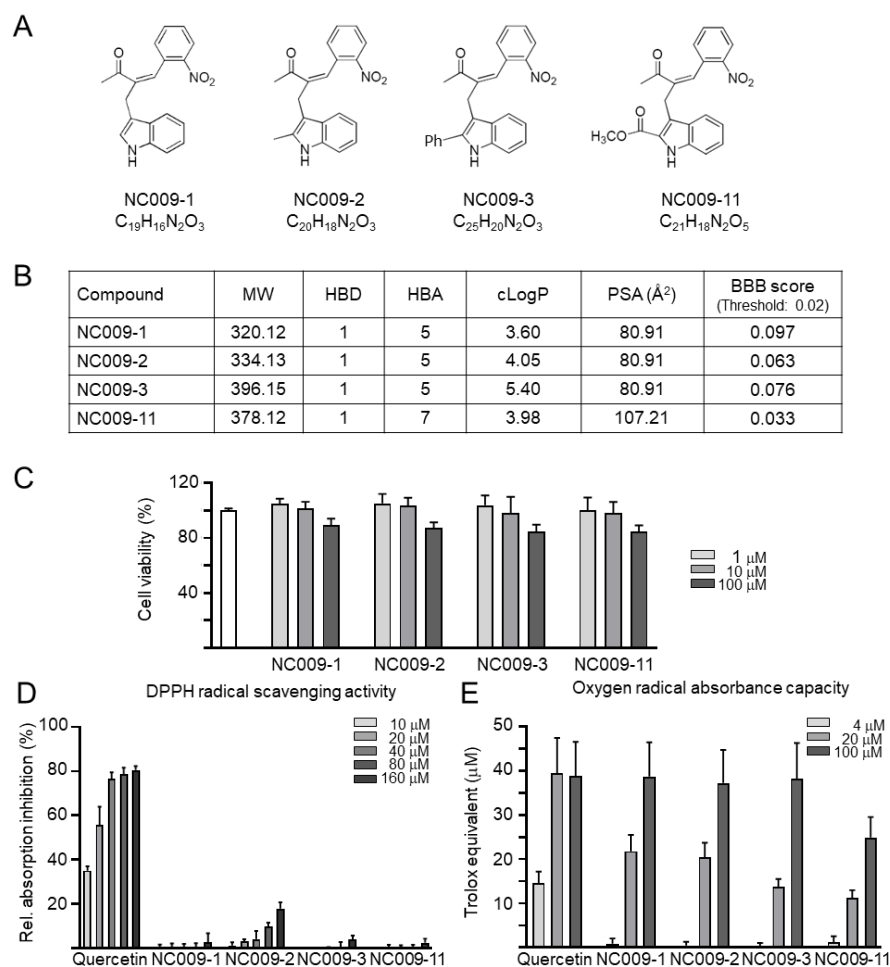 A
O
NO₂
N
H
O
NO₂
N
H
O
NO₂
Ph
N
H
O
NO₂
O
H₃CO
N
H
NC009-1 NC009-2 NC009-3 NC009-11
C₁₉H₁₆N₂O₃ C₂₀H₁₈N₂O₃ C₂₅H₂₀N₂O₃ C₂₁H₁₈N₂O₅
B
Compound MW HBD HBA cLogP PSA (Å²) BBB score
(Threshold: 0.02)
NC009-1 320.12 1 5 3.60 80.91 0.097
NC009-2 334.13 1 5 4.05 80.91 0.063
NC009-3 396.15 1 5 5.40 80.91 0.076
NC009-11 378.12 1 7 3.98 107.21 0.033
C
Cell viability (%)
120
80
40
1 μM
10 μM
100 μM
NC009-1 NC009-2 NC009-3 NC009-11
D
DPPH radical scavenging activity
Rel. absorption inhibition (%)
100
80
60
40
20
10 μM
20 μM
40 μM
80 μM
160 μM
Quercetin NC009-1 NC009-2 NC009-3 NC009-11
E
Oxygen radical absorbance capacity
Trolox equivalent (μM)
50
40
30
20
10
4 μM
20 μM
100 μM
Quercetin NC009-1 NC009-2 NC009-3 NC009-11